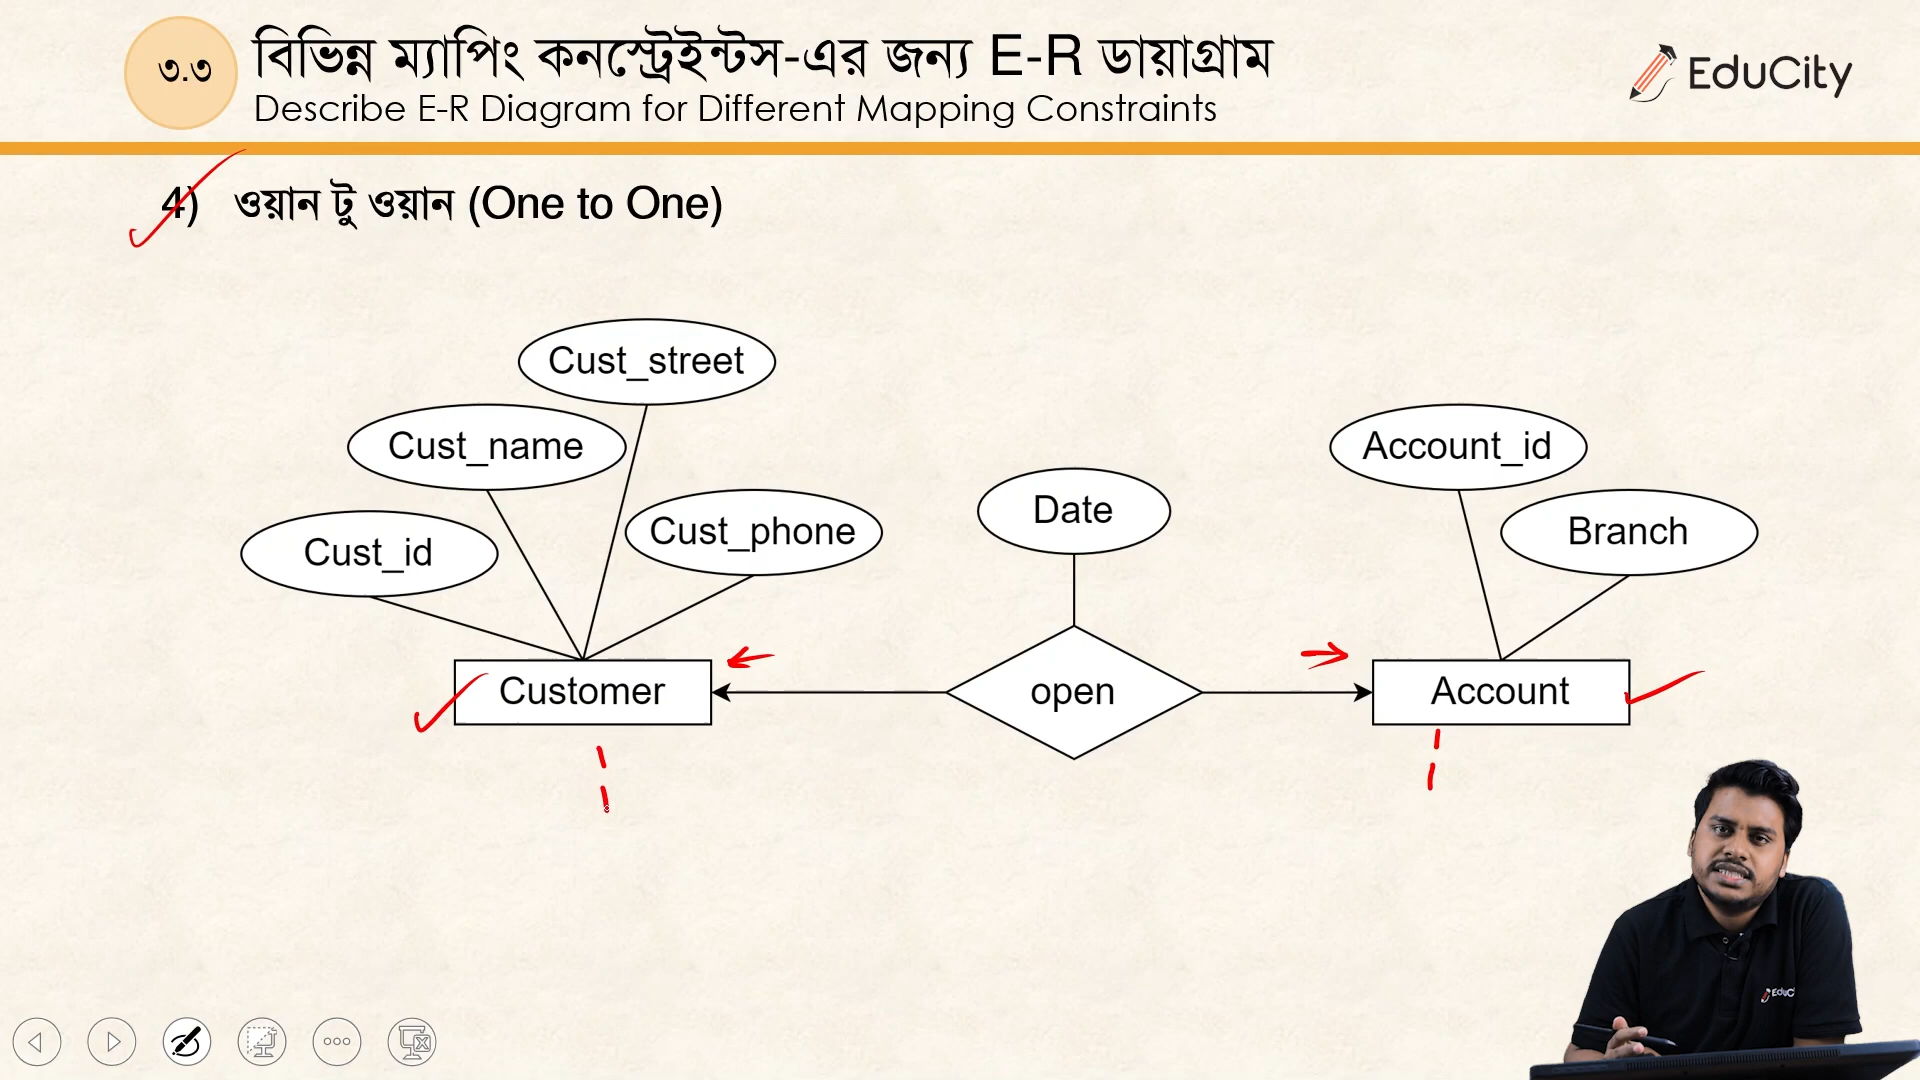 ৩.৩
বিভিন্ন ম্যাপিং কনস্ট্রেইন্টস-এর জন্য E-R ডায়াগ্রাম
Describe E-R Diagram for Different Mapping Constraints
EduCity
4) ওয়ান টু ওয়ান (One to One)
Cust_street
Cust_name
Account_id
Date
Cust_phone
Branch
Cust_id
Customer
open
Account
EduC